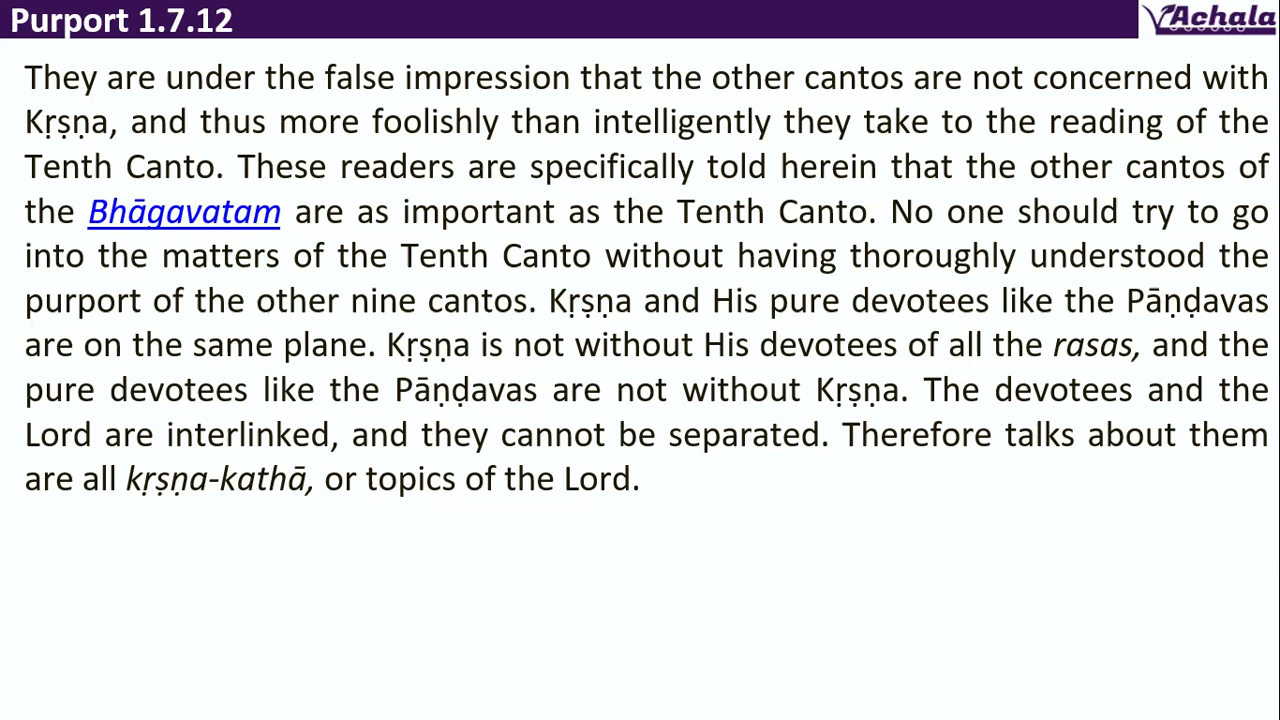 Purport 1.7.12
Achala
They are under the false impression that the other cantos are not concerned with
Kṛṣṇa, and thus more foolishly than intelligently they take to the reading of the
Tenth Canto. These readers are specifically told herein that the other cantos of
the Bhāgavatam are as important as the Tenth Canto. No one should try to go
into the matters of the Tenth Canto without having thoroughly understood the
purport of the other nine cantos. Kṛṣṇa and His pure devotees like the Pāṇḍavas
are on the same plane. Kṛṣṇa is not without His devotees of all the rasas, and the
pure devotees like the Pāṇḍavas are not without Kṛṣṇa. The devotees and the
Lord are interlinked, and they cannot be separated. Therefore talks about them
are all kṛṣṇa-kathā, or topics of the Lord.